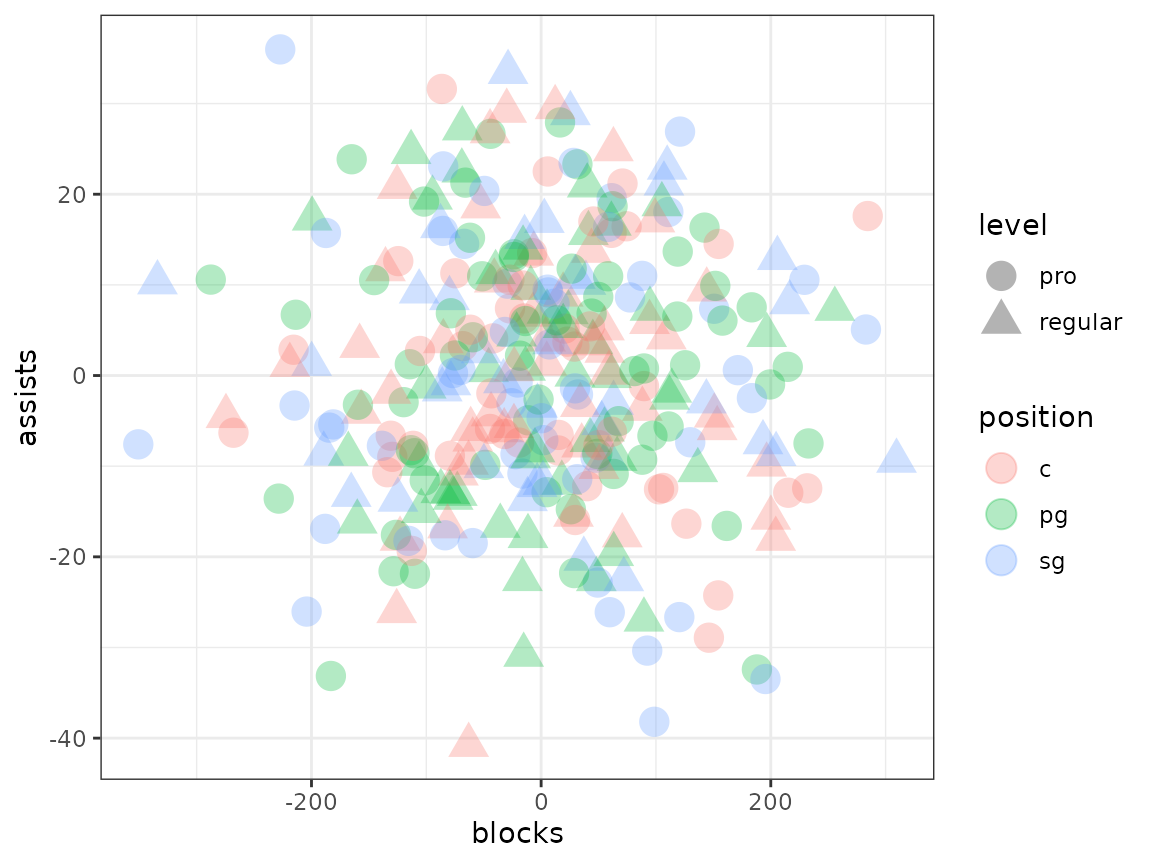 assists
20
0
-20
-40
-200
0
200
blocks
level
pro
regular
position
c
pg
sg